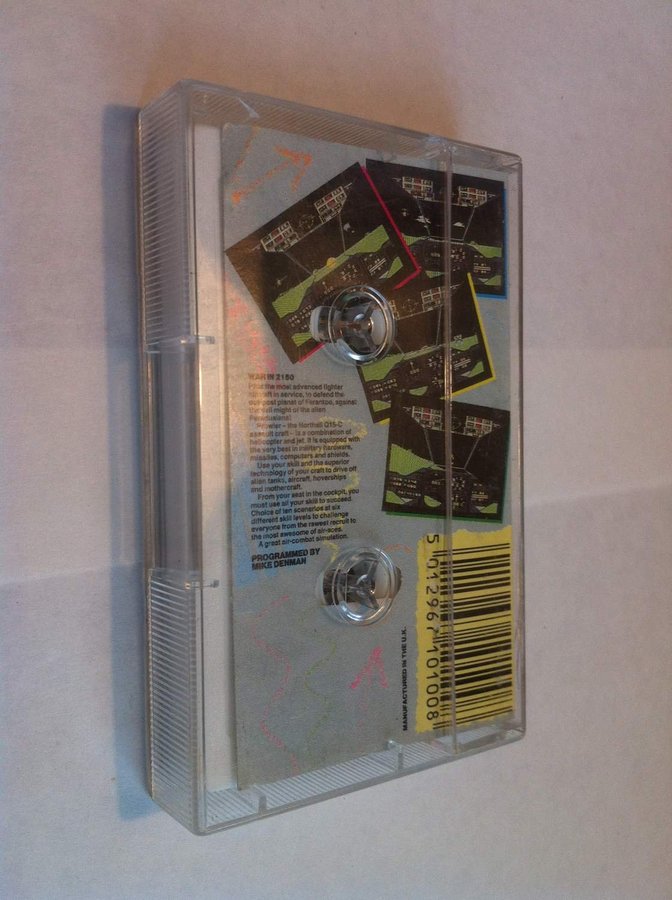 WAR IN 2150
Pilot the most advanced fighter
aircraft in service, to defend the
outpost planet of Feranzoo, against
the evil might of the alien
Prowler – the Northall Q15-C
assault craft – is a combination of
helicopter and jet. It is equipped with
the very best in military hardware,
missiles, computers and shields.
Use your skill and the superior
technology of your craft to drive off
alien tanks, aircraft, hoverships
and mothercraft.
From your seat in the cockpit, you
must use all your skill to succeed.
Choice of ten scenarios at six
different skill levels to challenge
everyone from the rawest recruit to
the most awesome of air-aces.
A great air-combat simulation.
PROGRAMMED BY
MIKE DENMAN
MANUFACTURED IN THE U.K.
5 012967 101008